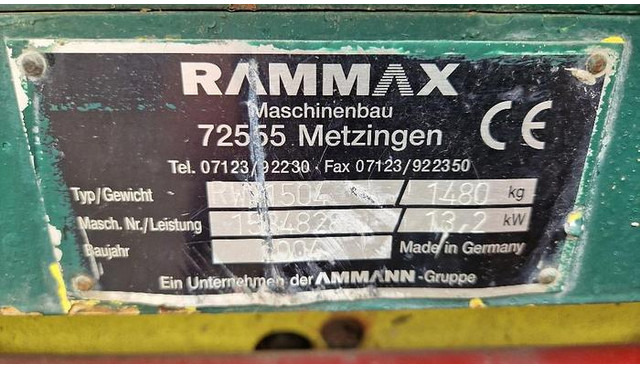 RAMMAX
Maschinenbau
72555 Metzingen
Tel. 07123/92230 Fax 07123/922350
Typ/Gewicht / 1480 kg
Masch. Nr./Leistung / 13,2 kW
Baujahr Made in Germany
Ein Unternehmen der AMMANN-Gruppe
CE